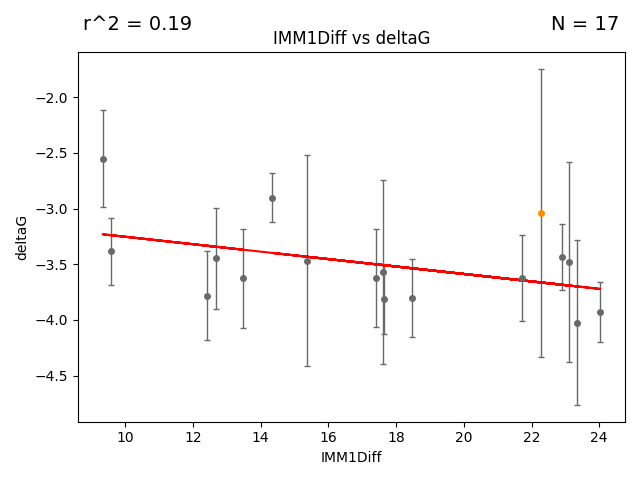 r^2 = 0.19
N = 17
IMM1Diff vs deltaG
−2.0
−2.5
−3.0
−3.5
−4.0
−4.5
deltaG
10
12
14
16
18
20
22
24
IMM1Diff